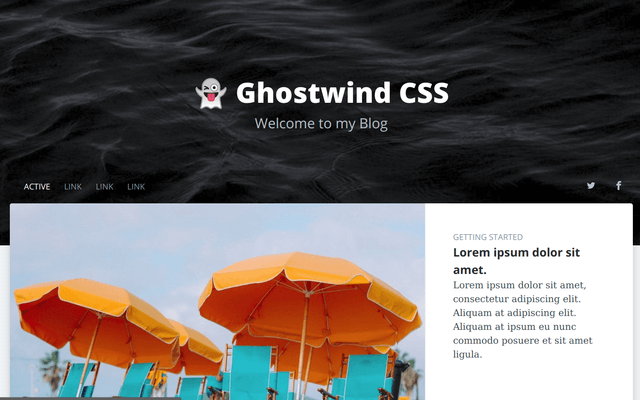 👻 Ghostwind CSS
Welcome to my Blog
ACTIVE LINK LINK LINK
GETTING STARTED
Lorem ipsum dolor sit
amet.
Lorem ipsum dolor sit amet,
consectetur adipiscing elit.
Aliquam at adipiscing elit.
Aliquam at ipsum eu nunc
commodo posuere et sit amet
ligula.